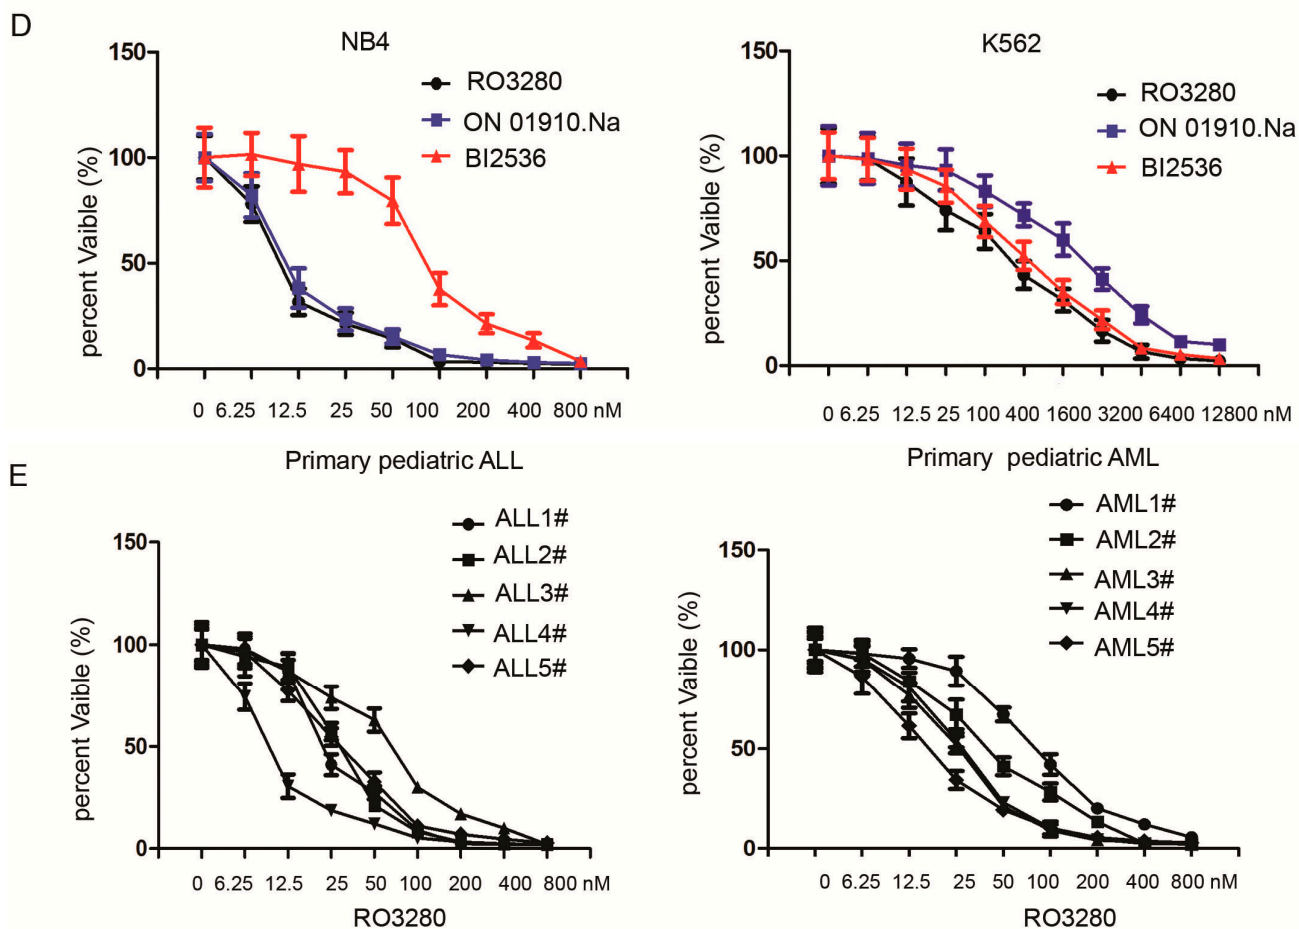 D
NB4
150
100
50
0
percent Vaible (%)
RO3280
ON 01910.Na
BI2536
0 6.25 12.5 25 50 100 200 400 800 nM
K562
150
100
50
0
percent Vaible (%)
RO3280
ON 01910.Na
BI2536
0 6.25 12.5 25 100 400 1600 3200 6400 12800 nM
E
Primary pediatric ALL
150
100
50
0
percent Vaible (%)
ALL1#
ALL2#
ALL3#
ALL4#
ALL5#
0 6.25 12.5 25 50 100 200 400 800 nM
RO3280
Primary pediatric AML
150
100
50
0
percent Vaible (%)
AML1#
AML2#
AML3#
AML4#
AML5#
0 6.25 12.5 25 50 100 200 400 800 nM
RO3280